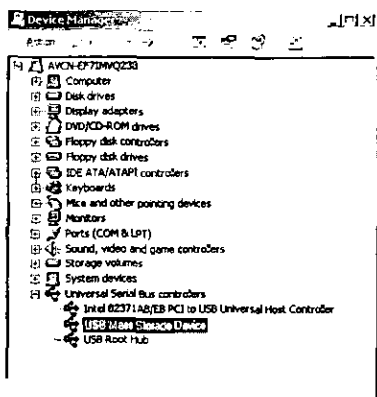 Device Manager
Action
Computer
Disk drives
Display adapters
DVD/CD-ROM drives
Floppy disk controllers
Floppy disk drives
IDE ATA/ATAPI controllers
Keyboards
Mice and other pointing devices
Monitors
Ports (COM & LPT)
Sound, video and game controllers
Storage volumes
System devices
Universal Serial Bus controllers
Intel 82371AB/EB PCI to USB Universal Host Controller
USB Mass Storage Device
USB Root Hub